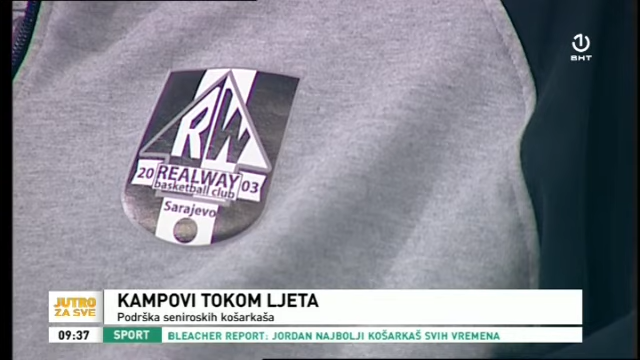 1
BHT
RW
20 03
REALWAY
basketball club
Sarajevo
JUTRO
ZA SVE
KAMPOVI TOKOM LJETA
Podrška seniroskih košarkaša
09:37
SPORT
BLEACHER REPORT: JORDAN NAJBOLJI KOŠARKAŠ SVIH VREMENA